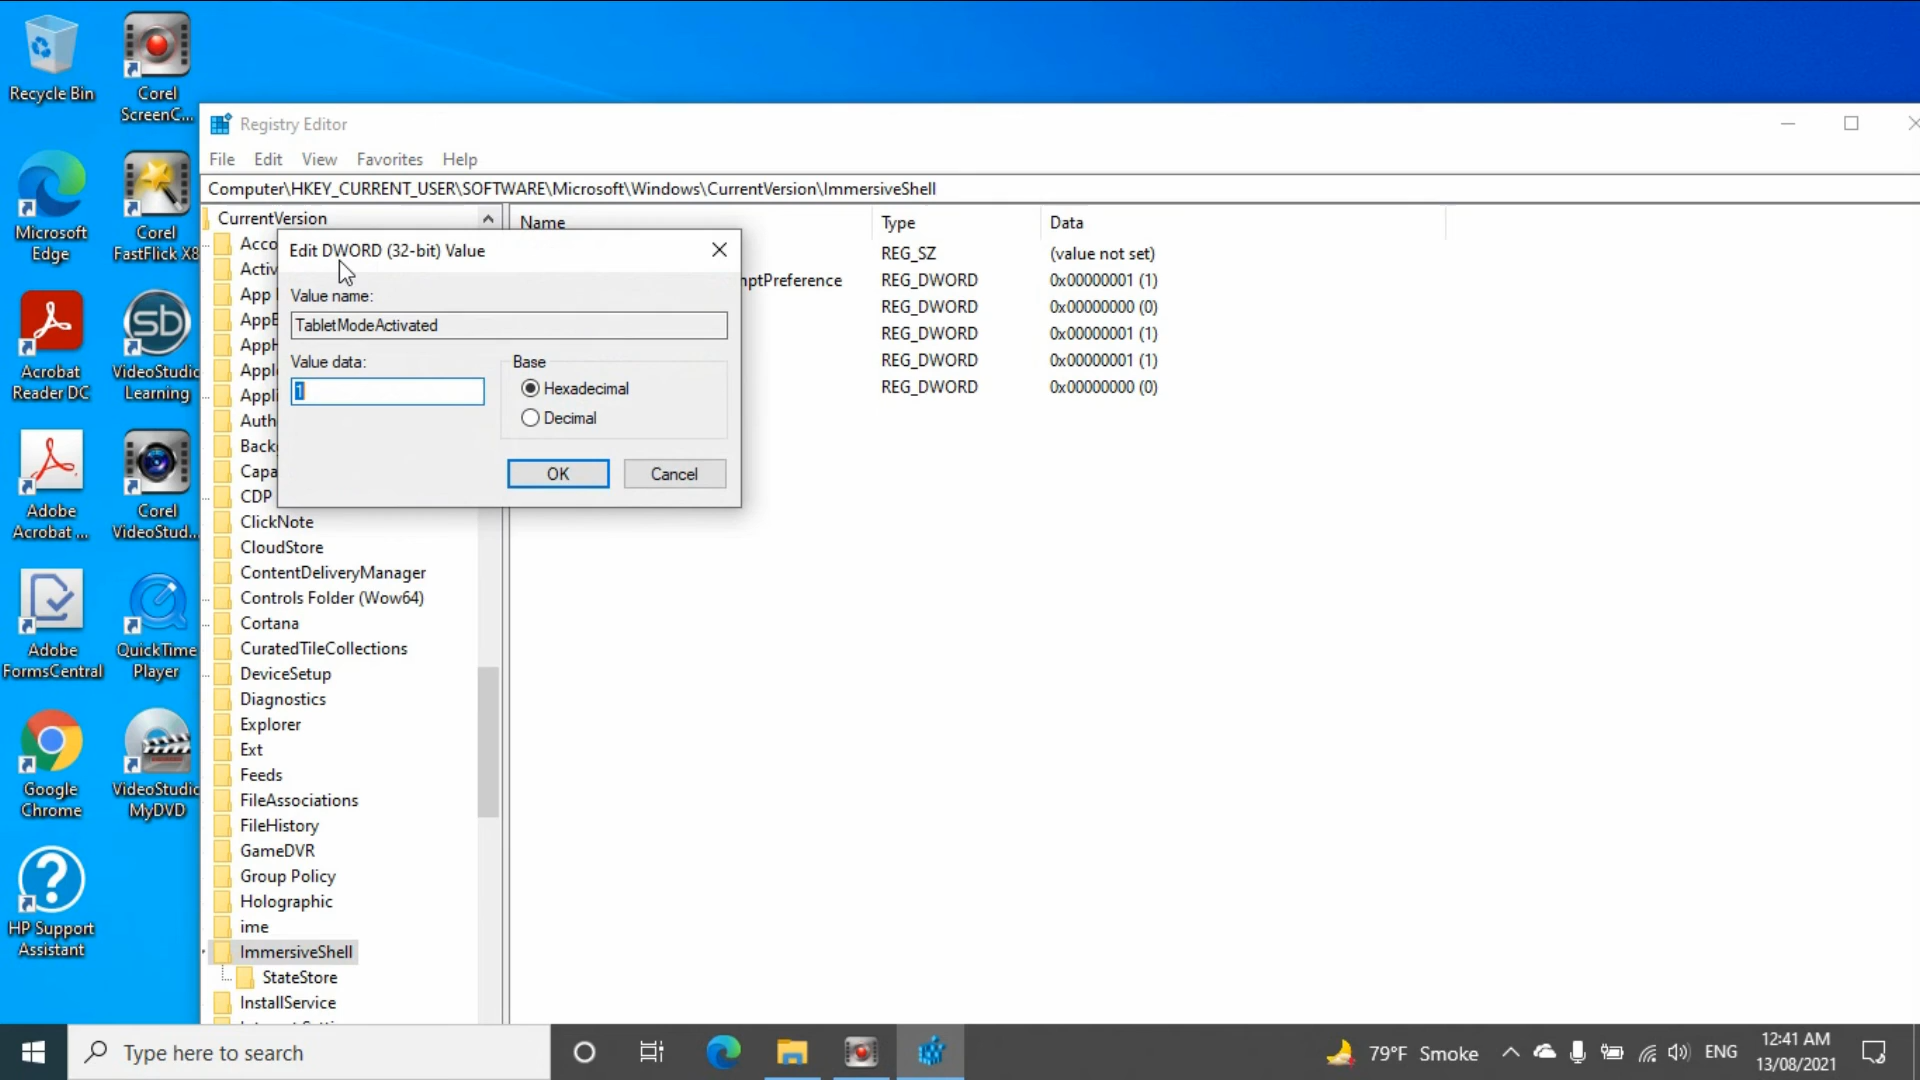 Recycle Bin
Corel
ScreenC...
Microsoft
Edge
Corel
FastFlick X8
Acrobat
Reader DC
VideoStudio
Learning
Adobe
Acrobat ...
Corel
VideoStud...
Adobe
FormsCentral
QuickTime
Player
Google
Chrome
VideoStudio
MyDVD
HP Support
Assistant
Registry Editor
File Edit View Favorites Help
Computer\HKEY_CURRENT_USER\SOFTWARE\Microsoft\Windows\CurrentVersion\ImmersiveShell
CurrentVersion
Acco
Activ
App
AppB
AppH
Appl
Appli
Auth
Back
Capa
CDP
ClickNote
CloudStore
ContentDeliveryManager
Controls Folder (Wow64)
Cortana
CuratedTileCollections
DeviceSetup
Diagnostics
Explorer
Ext
Feeds
FileAssociations
FileHistory
GameDVR
Group Policy
Holographic
ime
ImmersiveShell
StateStore
InstallService
Name Type Data
REG_SZ (value not set)
mptPreference REG_DWORD 0x00000001 (1)
REG_DWORD 0x00000000 (0)
REG_DWORD 0x00000001 (1)
REG_DWORD 0x00000001 (1)
REG_DWORD 0x00000000 (0)
Edit DWORD (32-bit) Value
Value name:
TabletModeActivated
Value data:
1
Base
Hexadecimal
Decimal
OK Cancel
Type here to search
79°F Smoke
ENG
12:41 AM
13/08/2021